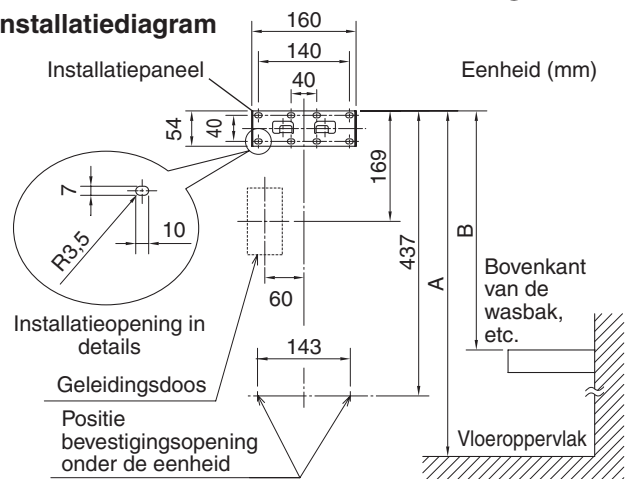 nstallatiediagram
160
140
Installatiepaneel
40
Eenheid (mm)
54
40
169
437
A
B
7
10
R3,5
60
Bovenkant
van de
wasbak,
etc.
Installatieopening in
details
143
Geleidingsdoos
Positie
bevestigingsopening
onder de eenheid
Vloeroppervlak